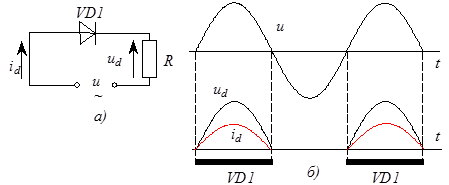 VD1
i_d
u_d
R
u
~
а)
u
t
u_d
i_d
t
VD1
б)
VD1